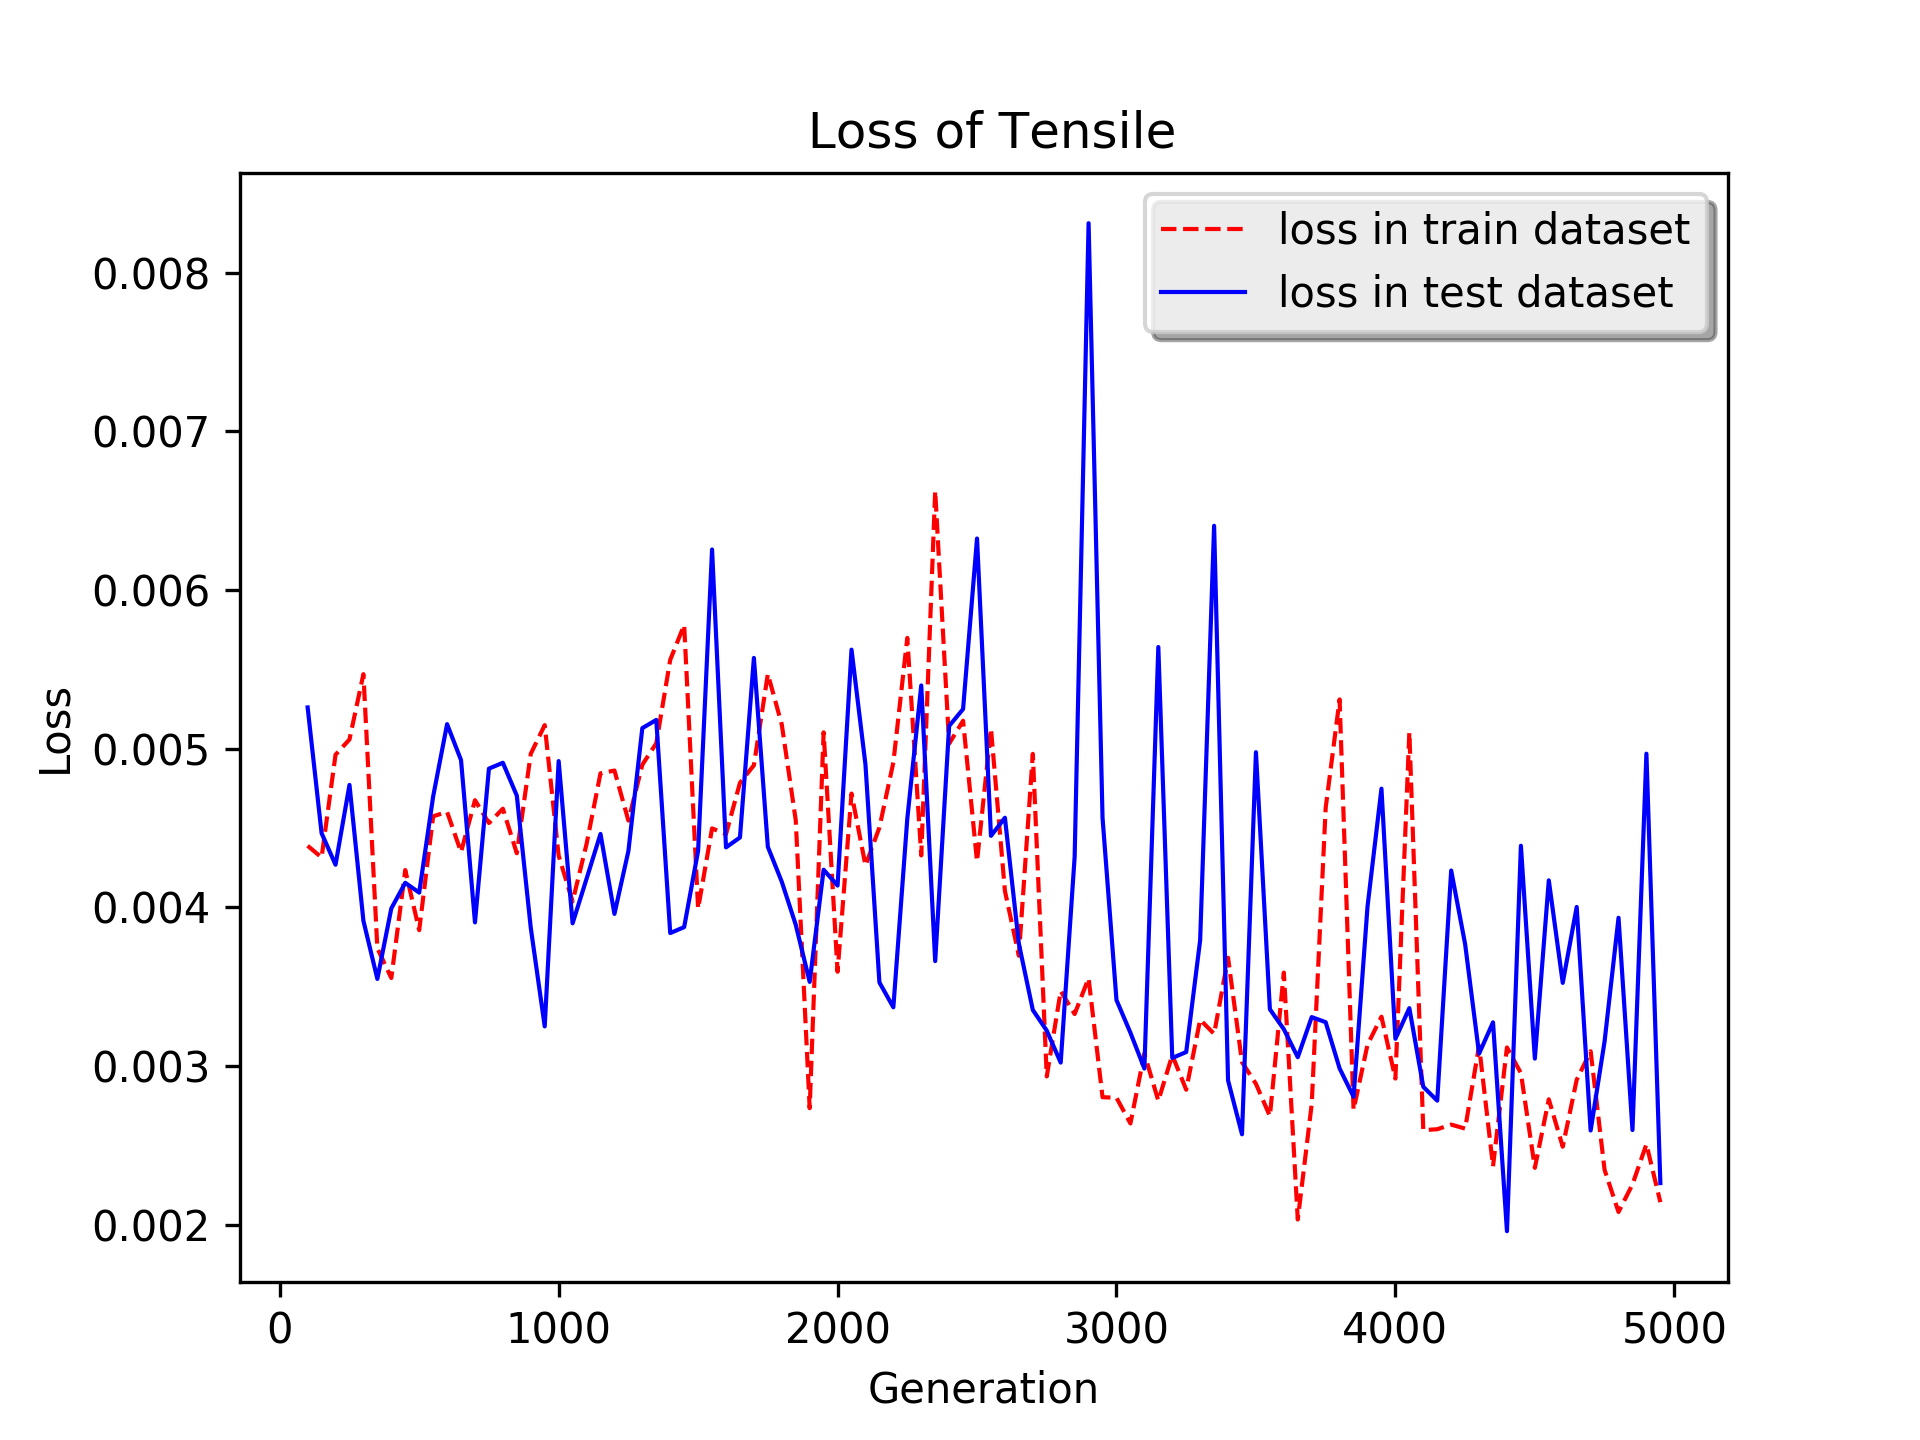 Loss of Tensile
loss in train dataset
loss in test dataset
0.008
0.007
0.006
0.005
0.004
0.003
0.002
Loss
0 1000 2000 3000 4000 5000
Generation